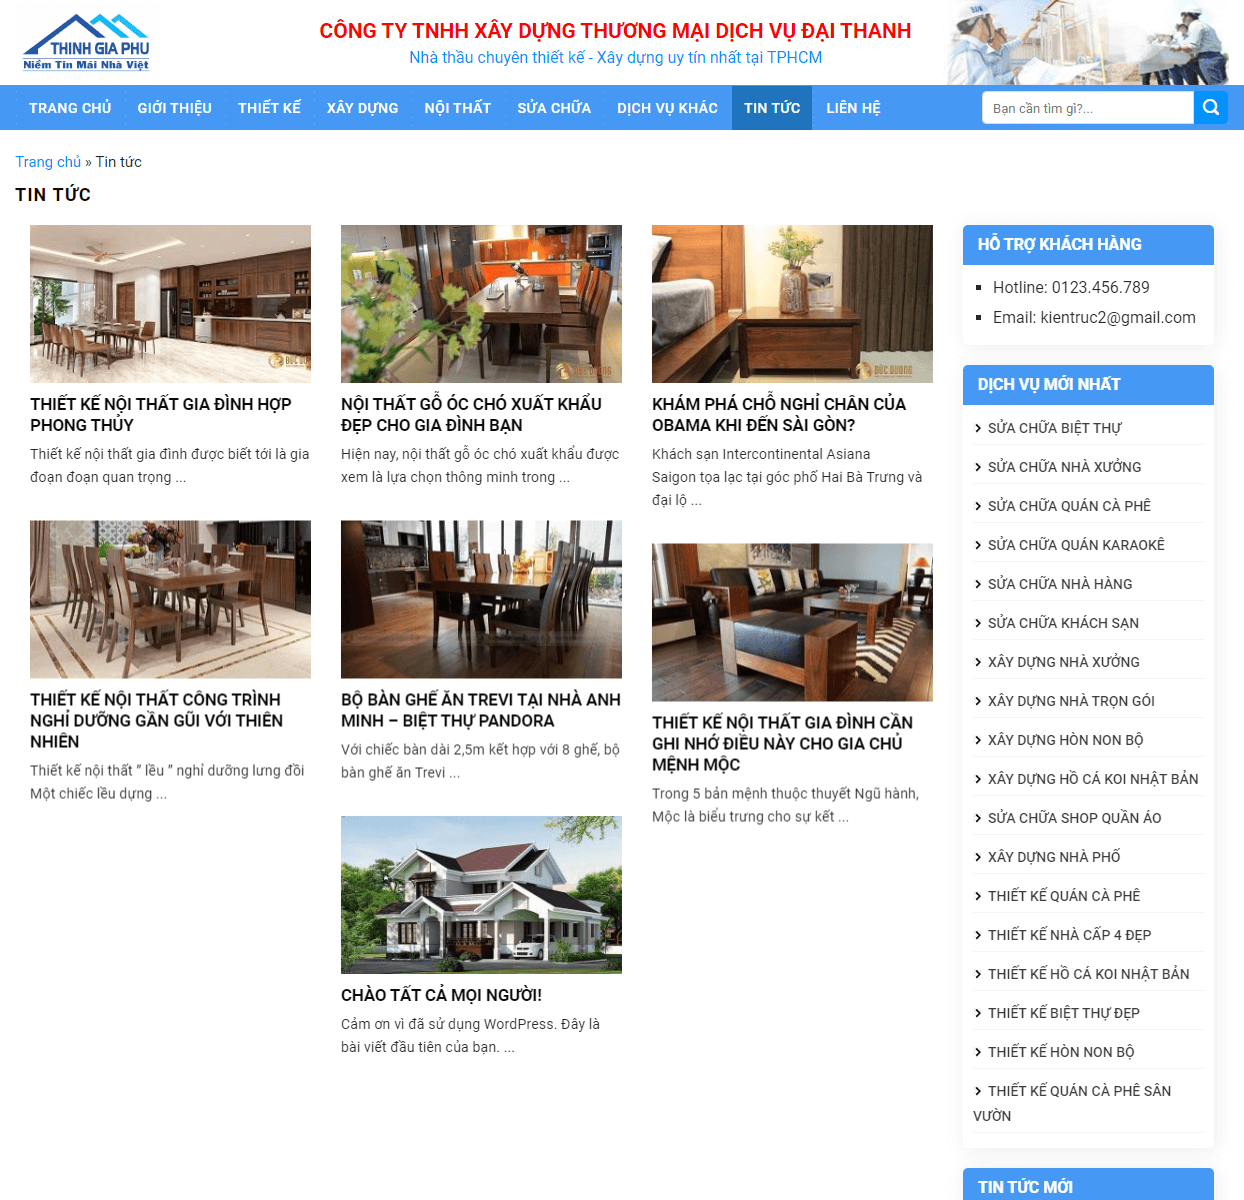 THINH GIA PHU
Niềm Tin Mái Nhà Việt
CÔNG TY TNHH XÂY DỰNG THƯƠNG MẠI DỊCH VỤ ĐẠI THANH
Nhà thầu chuyên thiết kế - Xây dựng uy tín nhất tại TPHCM
TRANG CHỦ GIỚI THIỆU THIẾT KẾ XÂY DỰNG NỘI THẤT SỬA CHỮA DỊCH VỤ KHÁC TIN TỨC LIÊN HỆ
Bạn cần tìm gì?...
Trang chủ » Tin tức
TIN TỨC
THIẾT KẾ NỘI THẤT GIA ĐÌNH HỢP
PHONG THỦY
Thiết kế nội thất gia đình được biết tới là gia
đoạn đoạn quan trọng ...
ĐỨC DƯƠNG
NỘI THẤT GỖ ÓC CHÓ XUẤT KHẨU
ĐẸP CHO GIA ĐÌNH BẠN
Hiện nay, nội thất gỗ óc chó xuất khẩu được
xem là lựa chọn thông minh trong ...
ĐỨC DƯƠNG
KHÁM PHÁ CHỖ NGHỈ CHÂN CỦA
OBAMA KHI ĐẾN SÀI GÒN?
Khách sạn Intercontinental Asiana
Saigon tọa lạc tại góc phố Hai Bà Trưng và
đại lộ ...
THIẾT KẾ NỘI THẤT CÔNG TRÌNH
NGHỈ DƯỠNG GẦN GŨI VỚI THIÊN
NHIÊN
Thiết kế nội thất ” lều ” nghỉ dưỡng lưng đồi
Một chiếc lều dựng ...
BỘ BÀN GHẾ ĂN TREVI TẠI NHÀ ANH
MINH – BIỆT THỰ PANDORA
Với chiếc bàn dài 2,5m kết hợp với 8 ghế, bộ
bàn ghế ăn Trevi ...
THIẾT KẾ NỘI THẤT GIA ĐÌNH CẦN
GHI NHỚ ĐIỀU NÀY CHO GIA CHỦ
MỆNH MỘC
Trong 5 bản mệnh thuộc thuyết Ngũ hành,
Mộc là biểu trưng cho sự kết ...
CHÀO TẤT CẢ MỌI NGƯỜI!
Cảm ơn vì đã sử dụng WordPress. Đây là
bài viết đầu tiên của bạn. ...
HỖ TRỢ KHÁCH HÀNG
Hotline: 0123.456.789
Email: kientruc2@gmail.com
DỊCH VỤ MỚI NHẤT
SỬA CHỮA BIỆT THỰ
SỬA CHỮA NHÀ XƯỞNG
SỬA CHỮA QUÁN CÀ PHÊ
SỬA CHỮA QUÁN KARAOKÊ
SỬA CHỮA NHÀ HÀNG
SỬA CHỮA KHÁCH SẠN
XÂY DỰNG NHÀ XƯỞNG
XÂY DỰNG NHÀ TRỌN GÓI
XÂY DỰNG HÒN NON BỘ
XÂY DỰNG HỒ CÁ KOI NHẬT BẢN
SỬA CHỮA SHOP QUẦN ÁO
XÂY DỰNG NHÀ PHỐ
THIẾT KẾ QUÁN CÀ PHÊ
THIẾT KẾ NHÀ CẤP 4 ĐẸP
THIẾT KẾ HỒ CÁ KOI NHẬT BẢN
THIẾT KẾ BIỆT THỰ ĐẸP
THIẾT KẾ HÒN NON BỘ
THIẾT KẾ QUÁN CÀ PHÊ SÂN
VƯỜN
TIN TỨC MỚI